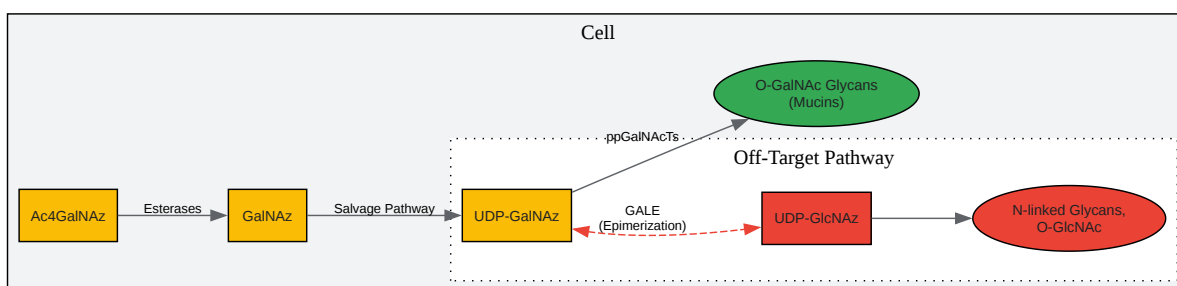 Cell
O-GalNAc Glycans
(Mucins)
ppGalNAcTs
Off-Target Pathway
Ac4GalNAz
Esterases
GalNAz
Salvage Pathway
UDP-GalNAz
GALE
(Epimerization)
UDP-GlcNAz
N-linked Glycans,
O-GlcNAc